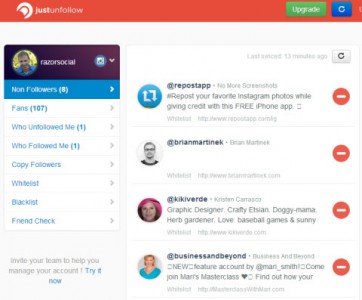 justunfollow
Upgrade
razorsocial
Non Followers (8)
Fans (107)
Who Unfollowed Me (1)
Who Followed Me (1)
Copy Followers
Whitelist
Blacklist
Friend Check
Invite your team to help you
manage your account ! Try it
now
Last synced: 13 minutes ago
@repostapp • No More Screenshots
#Repost your favorite Instagram photos while
giving credit with this FREE iPhone app.
Whitelist http://www.repostapp.com/ig
@brianmartinek • Brian Martinek
Whitelist http://www.brianmartinek.com
@kikiverde • Kristen Carrasco
Graphic Designer. Crafty Etsian. Doggy-mama.
Herb gardener. Love: baseball games & sunny
Whitelist http://www.kikiverde.com
@businessandbeyond • Business And Beyond
NEW feature account by @mari_smith! Come
join Mari's Masterclass Find out how your
Whitelist http://MasterclassWithMari.com